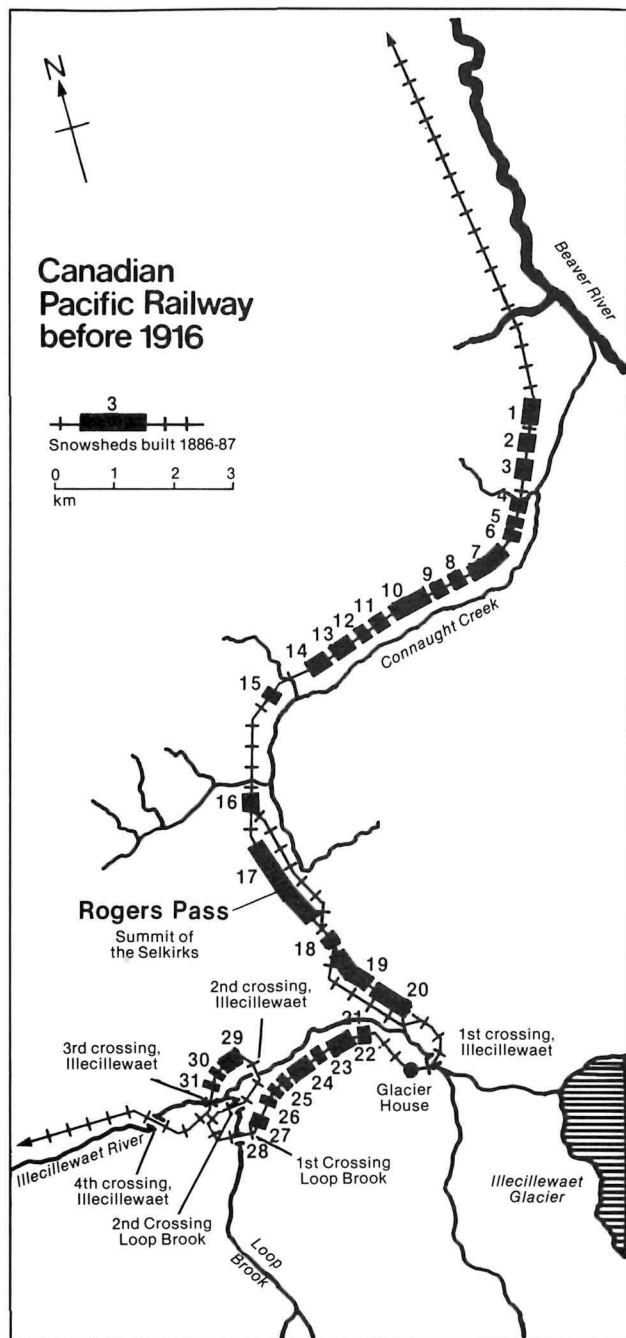 N
Canadian
Pacific Railway
before 1916
3
Snowsheds built 1886-87
0 1 2 3
km
Beaver River
1
2
3
4
5
6
7
8
9
10
11
12
13
14
Connaught Creek
15
16
17
Rogers Pass
Summit of
the Selkirks
18
19
20
2nd crossing,
Illecillewaet
21
1st crossing,
Illecillewaet
29
3rd crossing,
Illecillewaet
30
31
22
23
24
25
26
27
28
Glacier
House
Illecillewaet River
4th crossing,
Illecillewaet
1st Crossing
Loop Brook
2nd Crossing
Loop Brook
Illecillewaet
Glacier
Loop
Brook